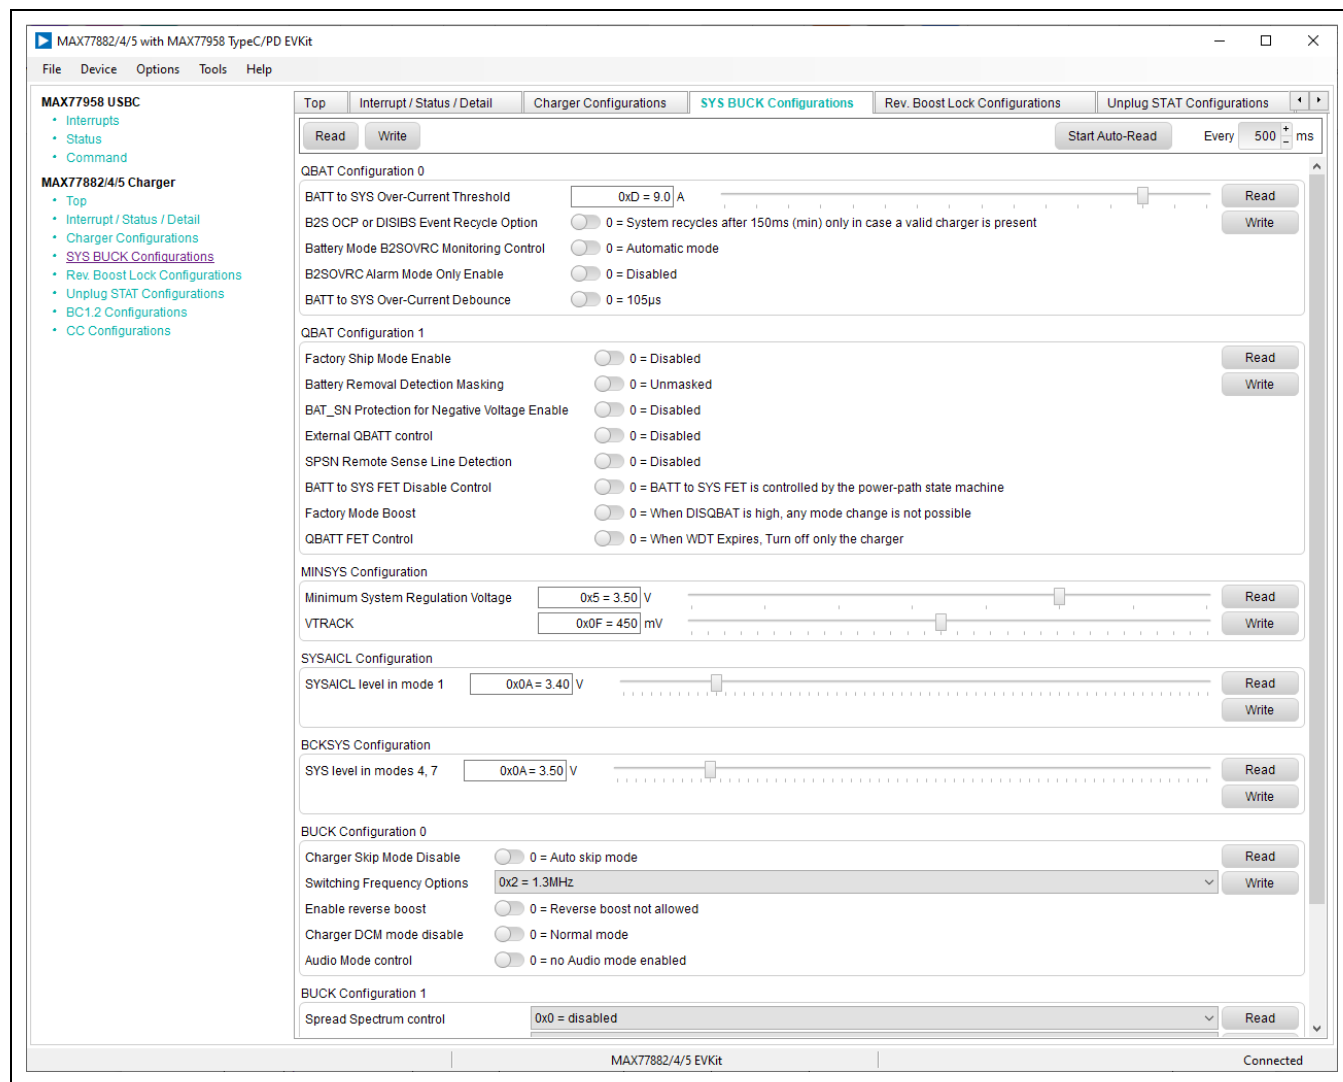 MAX77882/4/5 with MAX77958 TypeC/PD EVKit
File Device Options Tools Help
MAX77958 USBC
Interrupts
Status
Command
MAX77882/4/5 Charger
Top
Interrupt / Status / Detail
Charger Configurations
SYS BUCK Configurations
Rev. Boost Lock Configurations
Unplug STAT Configurations
BC1.2 Configurations
CC Configurations
Top Interrupt / Status / Detail Charger Configurations SYS BUCK Configurations Rev. Boost Lock Configurations Unplug STAT Configurations
Read Write Start Auto-Read Every 500 ms
QBAT Configuration 0
BATT to SYS Over-Current Threshold 0xD = 9.0 A Read
B2S OCP or DISIBS Event Recycle Option 0 = System recycles after 150ms (min) only in case a valid charger is present Write
Battery Mode B2SOVRC Monitoring Control 0 = Automatic mode
B2SOVRC Alarm Mode Only Enable 0 = Disabled
BATT to SYS Over-Current Debounce 0 = 105µs
QBAT Configuration 1
Factory Ship Mode Enable 0 = Disabled Read
Battery Removal Detection Masking 0 = Unmasked Write
BAT_SN Protection for Negative Voltage Enable 0 = Disabled
External QBATT control 0 = Disabled
SPSN Remote Sense Line Detection 0 = Disabled
BATT to SYS FET Disable Control 0 = BATT to SYS FET is controlled by the power-path state machine
Factory Mode Boost 0 = When DISQBAT is high, any mode change is not possible
QBATT FET Control 0 = When WDT Expires, Turn off only the charger
MINSYS Configuration
Minimum System Regulation Voltage 0x5 = 3.50 V Read
VTRACK 0x0F = 450 mV Write
SYSAICL Configuration
SYSAICL level in mode 1 0x0A = 3.40 V Read
Write
BCKSYS Configuration
SYS level in modes 4, 7 0x0A = 3.50 V Read
Write
BUCK Configuration 0
Charger Skip Mode Disable 0 = Auto skip mode Read
Switching Frequency Options 0x2 = 1.3MHz Write
Enable reverse boost 0 = Reverse boost not allowed
Charger DCM mode disable 0 = Normal mode
Audio Mode control 0 = no Audio mode enabled
BUCK Configuration 1
Spread Spectrum control 0x0 = disabled Read
MAX77882/4/5 EVKit Connected